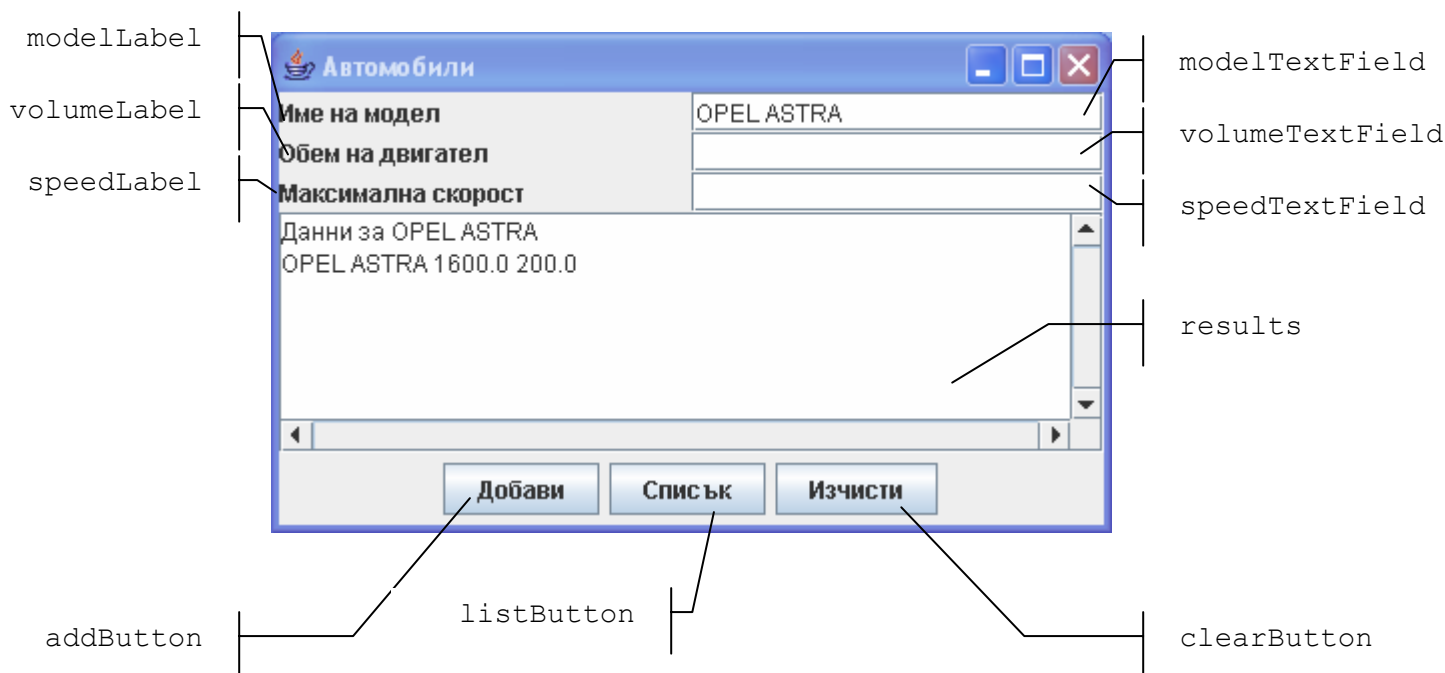 modelLabel
volumeLabel
speedLabel
Автомобили
Име на модел
OPEL ASTRA
Обем на двигател
Максимална скорост
Данни за OPEL ASTRA
OPEL ASTRA 1600.0 200.0
Добави
Списък
Изчисти
modelTextField
volumeTextField
speedTextField
results
addButton
listButton
clearButton